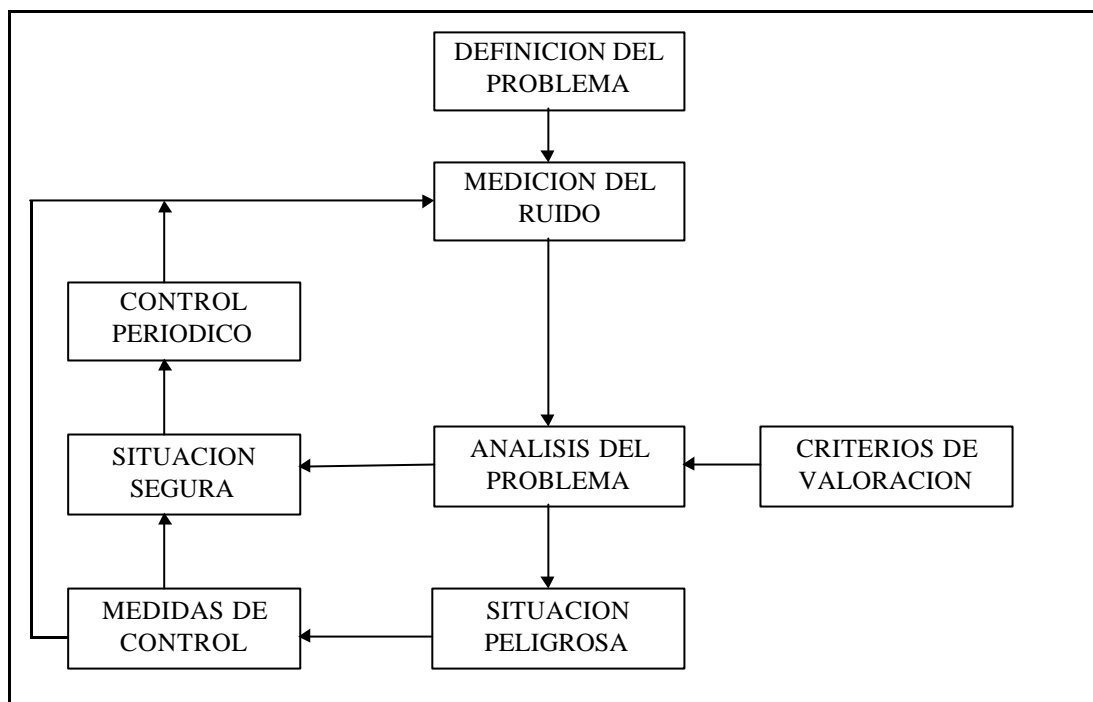 DEFINICION DEL
PROBLEMA
MEDICION DEL
RUIDO
CONTROL
PERIODICO
SITUACION
SEGURA
ANALISIS DEL
PROBLEMA
CRITERIOS DE
VALORACION
MEDIDAS DE
CONTROL
SITUACION
PELIGROSA